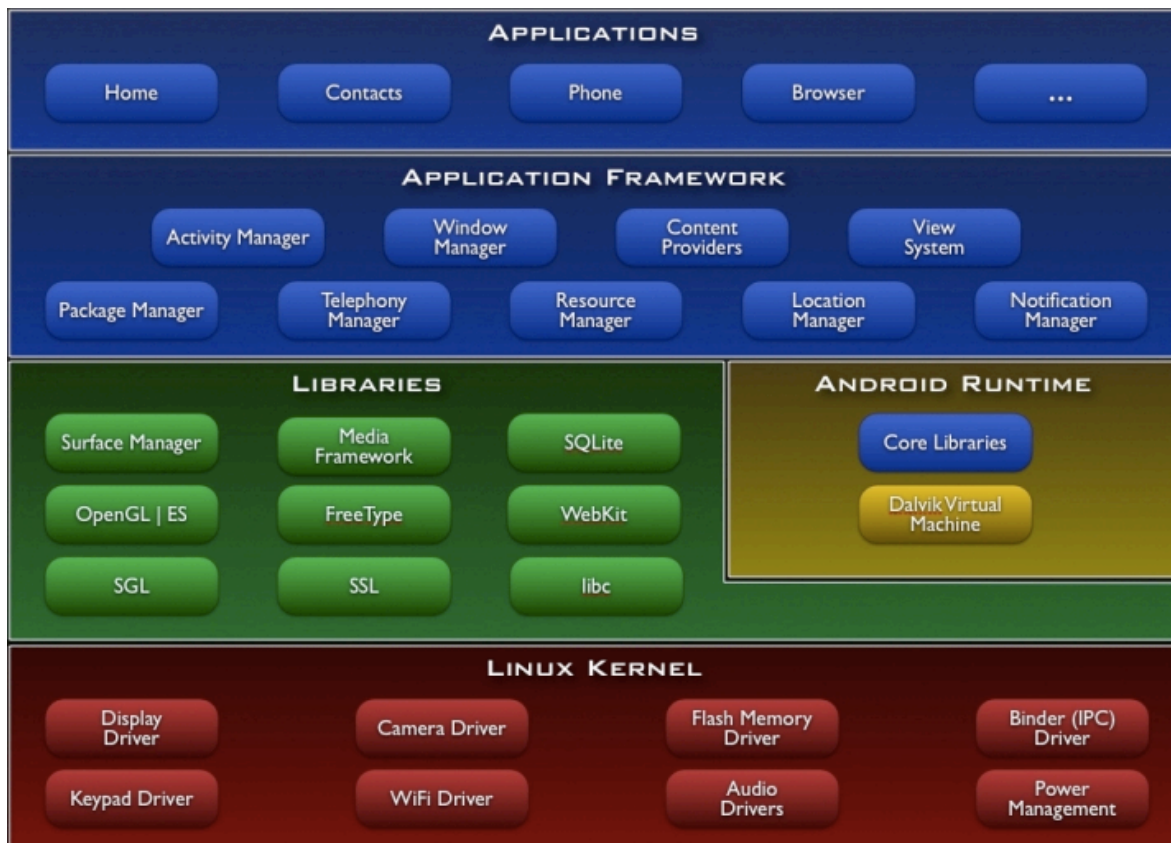 APPLICATIONS
Home
Contacts
Phone
Browser
...
APPLICATION FRAMEWORK
Activity Manager
Window
Manager
Content
Providers
View
System
Package Manager
Telephony
Manager
Resource
Manager
Location
Manager
Notification
Manager
LIBRARIES
Surface Manager
Media
Framework
SQLite
OpenGL | ES
FreeType
WebKit
SGL
SSL
libc
ANDROID RUNTIME
Core Libraries
Dalvik Virtual
Machine
LINUX KERNEL
Display
Driver
Camera Driver
Flash Memory
Driver
Binder (IPC)
Driver
Keypad Driver
WiFi Driver
Audio
Drivers
Power
Management